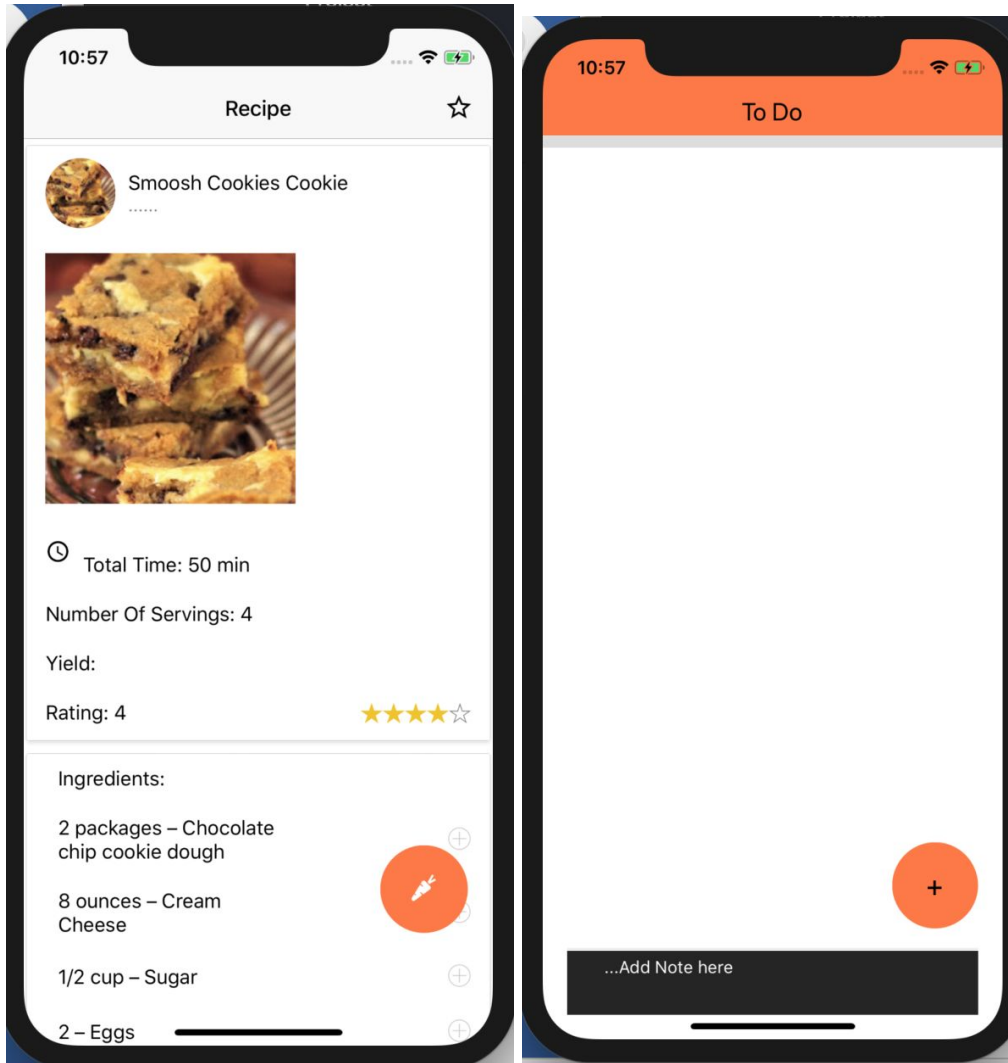 10:57
Recipe
Smoosh Cookies Cookie
......
Total Time: 50 min
Number Of Servings: 4
Yield:
Rating: 4
Ingredients:
2 packages – Chocolate
chip cookie dough
8 ounces – Cream
Cheese
1/2 cup – Sugar
2 – Eggs
10:57
To Do
+
...Add Note here